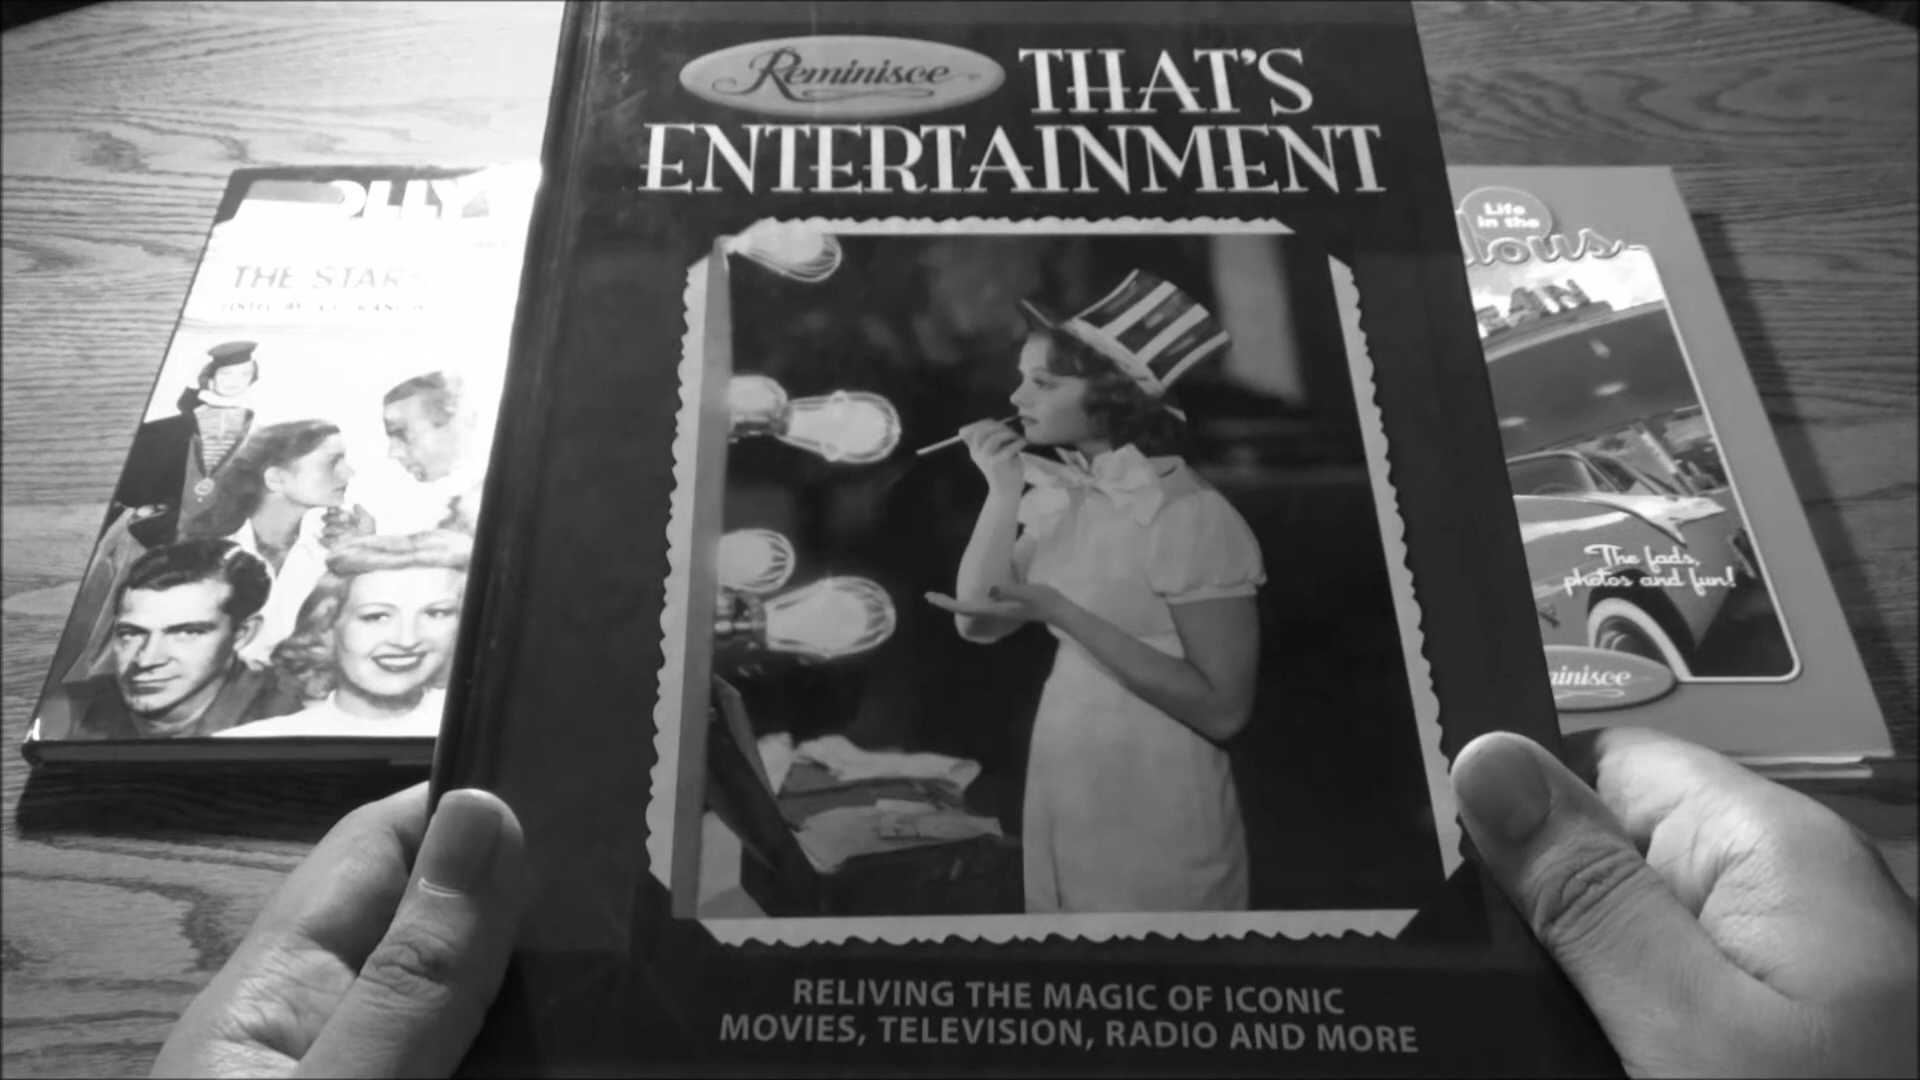 Reminisce THAT'S
ENTERTAINMENT
RELIVING THE MAGIC OF ICONIC
MOVIES, TELEVISION, RADIO AND MORE
OLLY
THE STARS
Life
in the
The fads,
photos and fun!